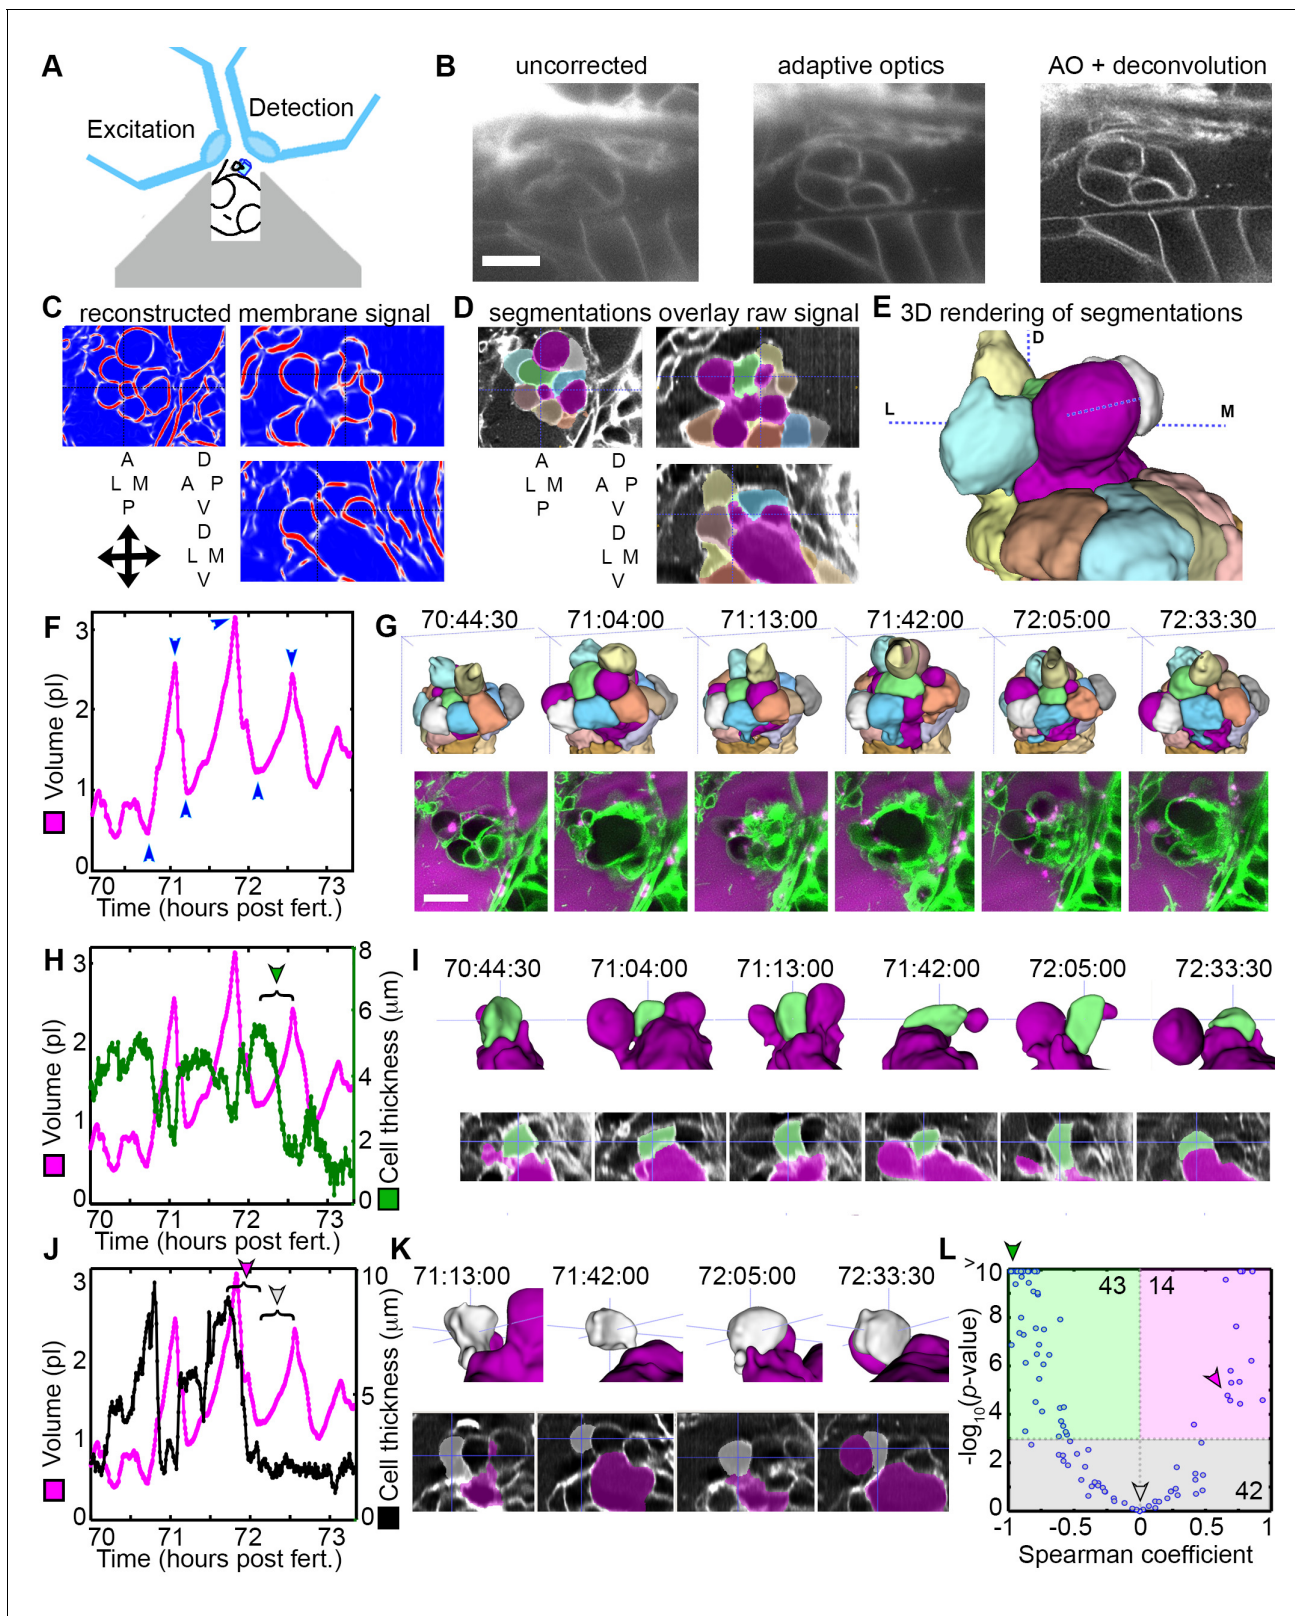 A
Excitation
Detection
B
uncorrected
adaptive optics
AO + deconvolution
C
reconstructed membrane signal
A
L M
P
D
A P
V
D
L M
V
D
segmentations overlay raw signal
A
L M
P
D
A P
V
D
L M
V
E
3D rendering of segmentations
D
L
M
F
Volume (pl)
3
2
1
0
70 71 72 73
Time (hours post fert.)
G
70:44:30 71:04:00 71:13:00 71:42:00 72:05:00 72:33:30
H
Volume (pl)
3
2
1
0
8
6
4
2
0
Cell thickness (μm)
70 71 72 73
Time (hours post fert.)
I
70:44:30 71:04:00 71:13:00 71:42:00 72:05:00 72:33:30
J
Volume (pl)
3
2
1
0
10
5
0
Cell thickness (μm)
70 71 72 73
Time (hours post fert.)
K
71:13:00 71:42:00 72:05:00 72:33:30
L
-log10(p-value)
>
10
8
6
4
2
0
43 14
42
-1 -0.5 0 0.5 1
Spearman coefficient